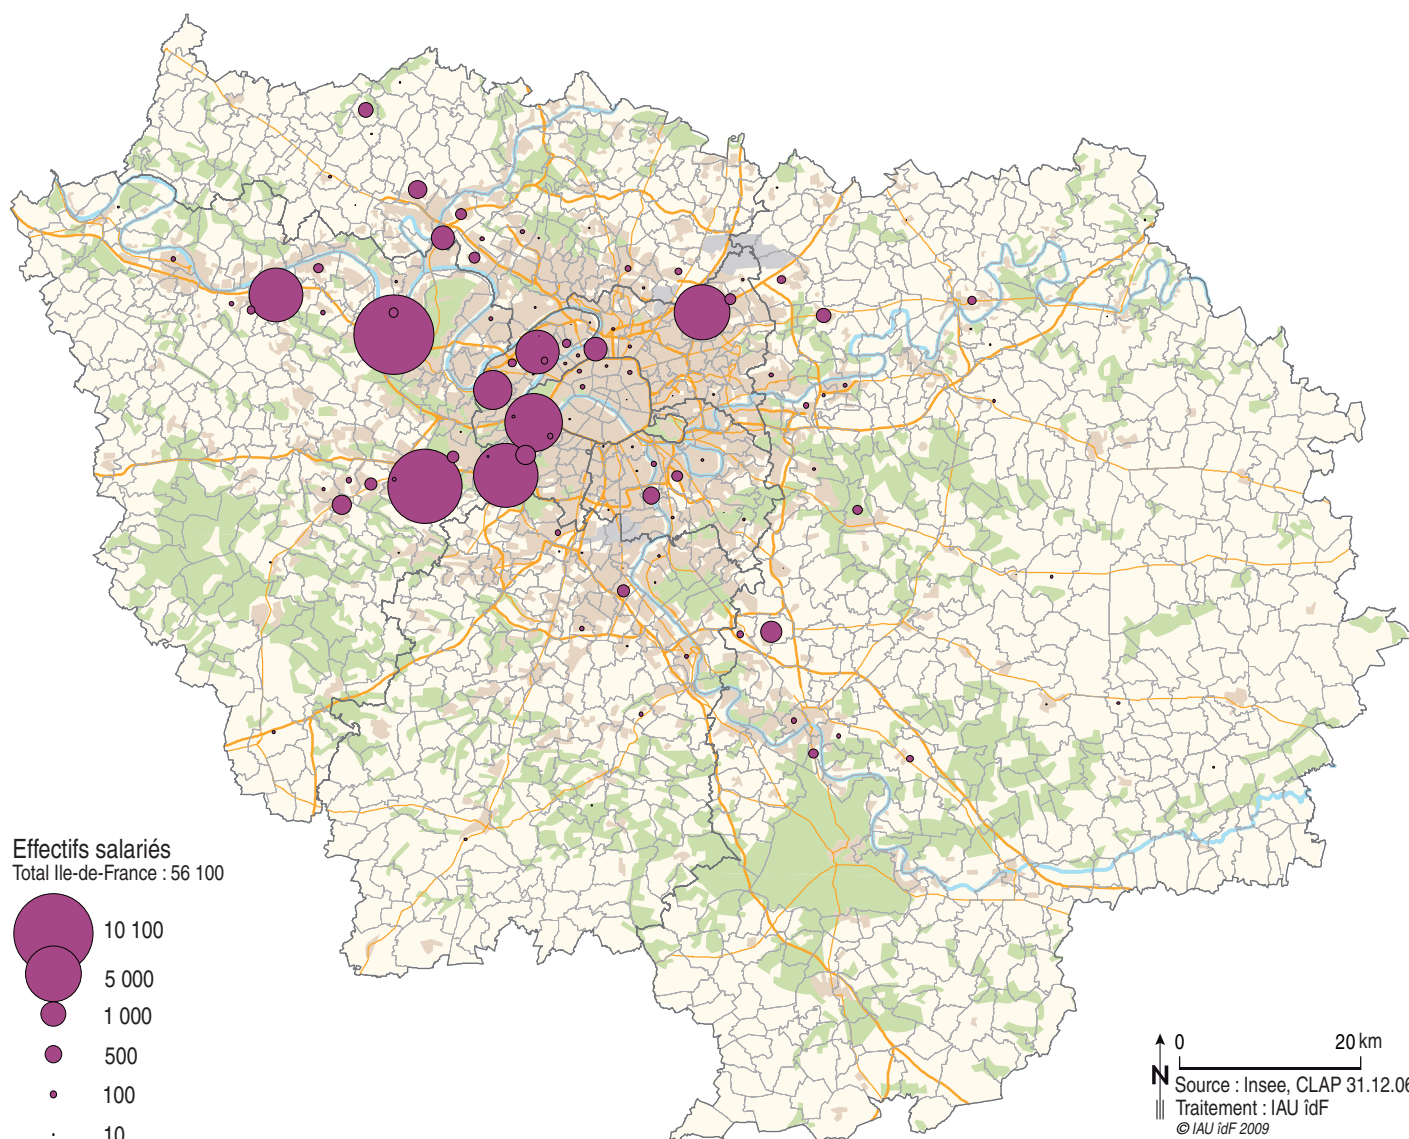 Effectifs salariés
Total Ile-de-France : 56 100
10 100
5 000
1 000
500
100
10
0 20 km
N
Source : Insee, CLAP 31.12.06
Traitement : IAU îdF
© IAU îdF 2009